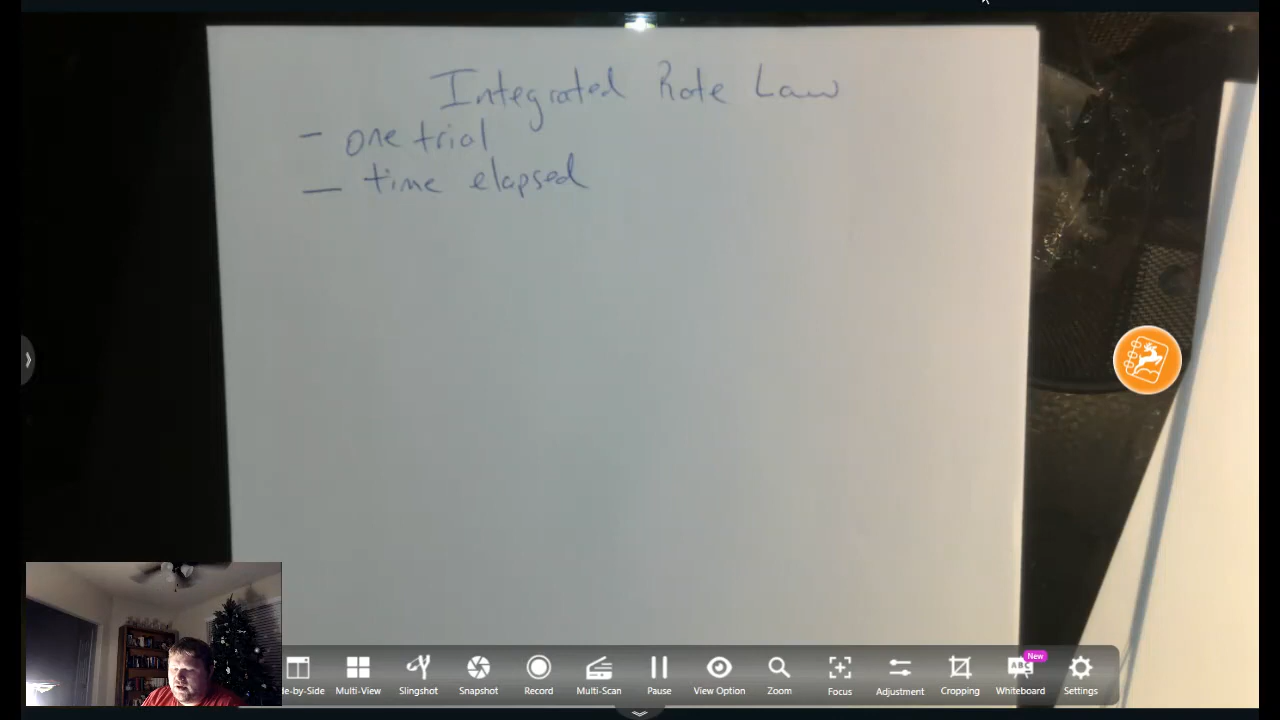 Integrated Rate Law
- one trial
- time elapsed
New
de-by-Side Multi-View Slingshot Snapshot Record Multi-Scan Pause View Option Zoom Focus Adjustment Cropping Whiteboard Settings